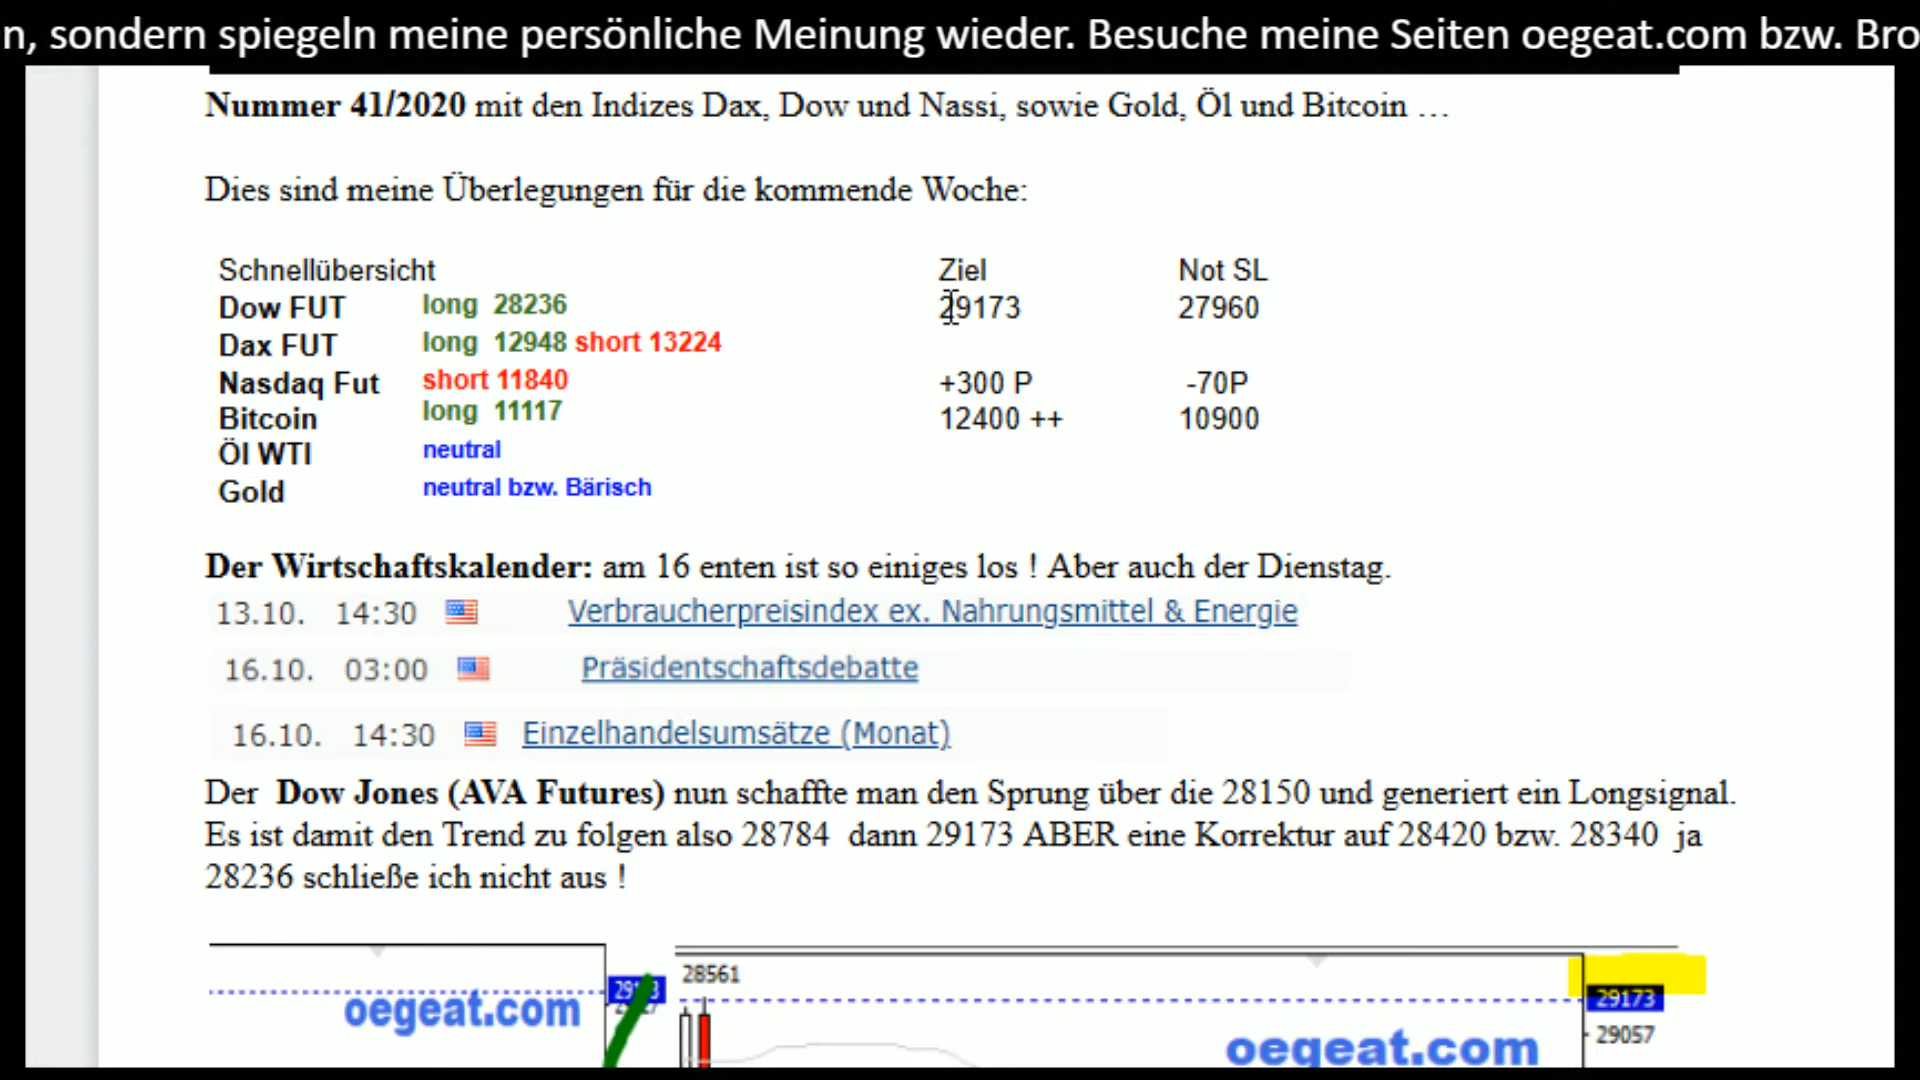 n, sondern spiegeln meine persönliche Meinung wieder. Besuche meine Seiten oegeat.com bzw. Bro
Nummer 41/2020 mit den Indizes Dax, Dow und Nassi, sowie Gold, Öl und Bitcoin …
Dies sind meine Überlegungen für die kommende Woche:
Schnellübersicht Ziel Not SL
Dow FUT long 28236 29173 27960
Dax FUT long 12948 short 13224
Nasdaq Fut short 11840 +300 P -70P
Bitcoin long 11117 12400 ++ 10900
Öl WTI neutral
Gold neutral bzw. Bärisch
Der Wirtschaftskalender: am 16 enten ist so einiges los ! Aber auch der Dienstag.
13.10. 14:30 Verbraucherpreisindex ex. Nahrungsmittel & Energie
16.10. 03:00 Präsidentschaftsdebatte
16.10. 14:30 Einzelhandelsumsätze (Monat)
Der Dow Jones (AVA Futures) nun schaffte man den Sprung über die 28150 und generiert ein Longsignal.
Es ist damit den Trend zu folgen also 28784 dann 29173 ABER eine Korrektur auf 28420 bzw. 28340 ja
28236 schließe ich nicht aus !
oegeat.com
28561
29173
29057
oegeat.com